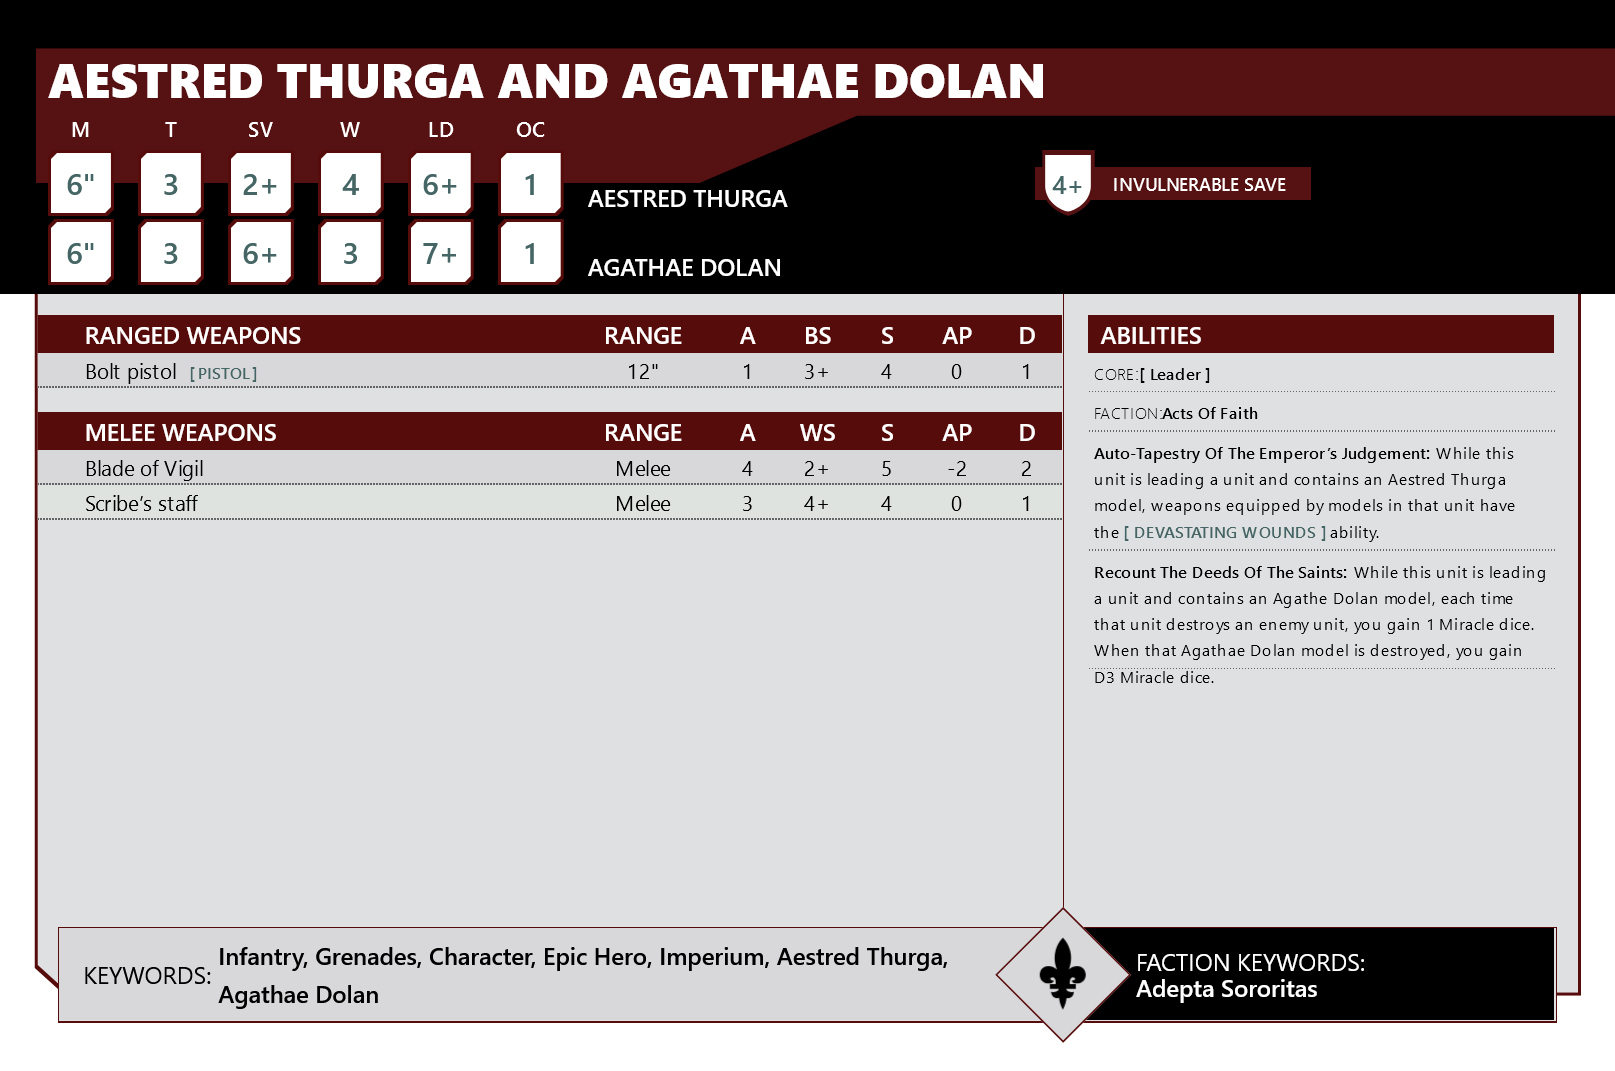 AESTRED THURGA AND AGATHAE DOLAN
M T SV W LD OC
6" 3 2+ 4 6+ 1 AESTRED THURGA
4+ INVULNERABLE SAVE
6" 3 6+ 3 7+ 1 AGATHAE DOLAN
RANGED WEAPONS RANGE A BS S AP D
Bolt pistol [PISTOL] 12" 1 3+ 4 0 1
MELEE WEAPONS RANGE A WS S AP D
Blade of Vigil Melee 4 2+ 5 -2 2
Scribe’s staff Melee 3 4+ 4 0 1
ABILITIES
CORE:[ Leader ]
FACTION:Acts Of Faith
Auto-Tapestry Of The Emperor’s Judgement: While this
unit is leading a unit and contains an Aestred Thurga
model, weapons equipped by models in that unit have
the [ DEVASTATING WOUNDS ] ability.
Recount The Deeds Of The Saints: While this unit is leading
a unit and contains an Agathe Dolan model, each time
that unit destroys an enemy unit, you gain 1 Miracle dice.
When that Agathae Dolan model is destroyed, you gain
D3 Miracle dice.
KEYWORDS: Infantry, Grenades, Character, Epic Hero, Imperium, Aestred Thurga,
Agathae Dolan
FACTION KEYWORDS:
Adepta Sororitas